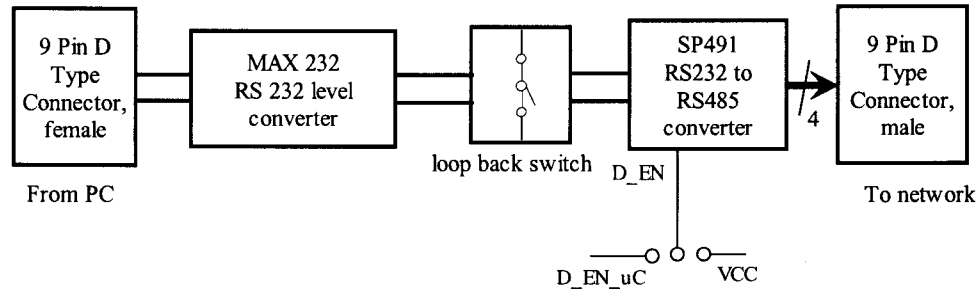 9 Pin D
Type
Connector,
female
From PC
MAX 232
RS 232 level
converter
loop back switch
SP491
RS232 to
RS485
converter
4
9 Pin D
Type
Connector,
male
To network
D_EN
D_EN_uC
VCC